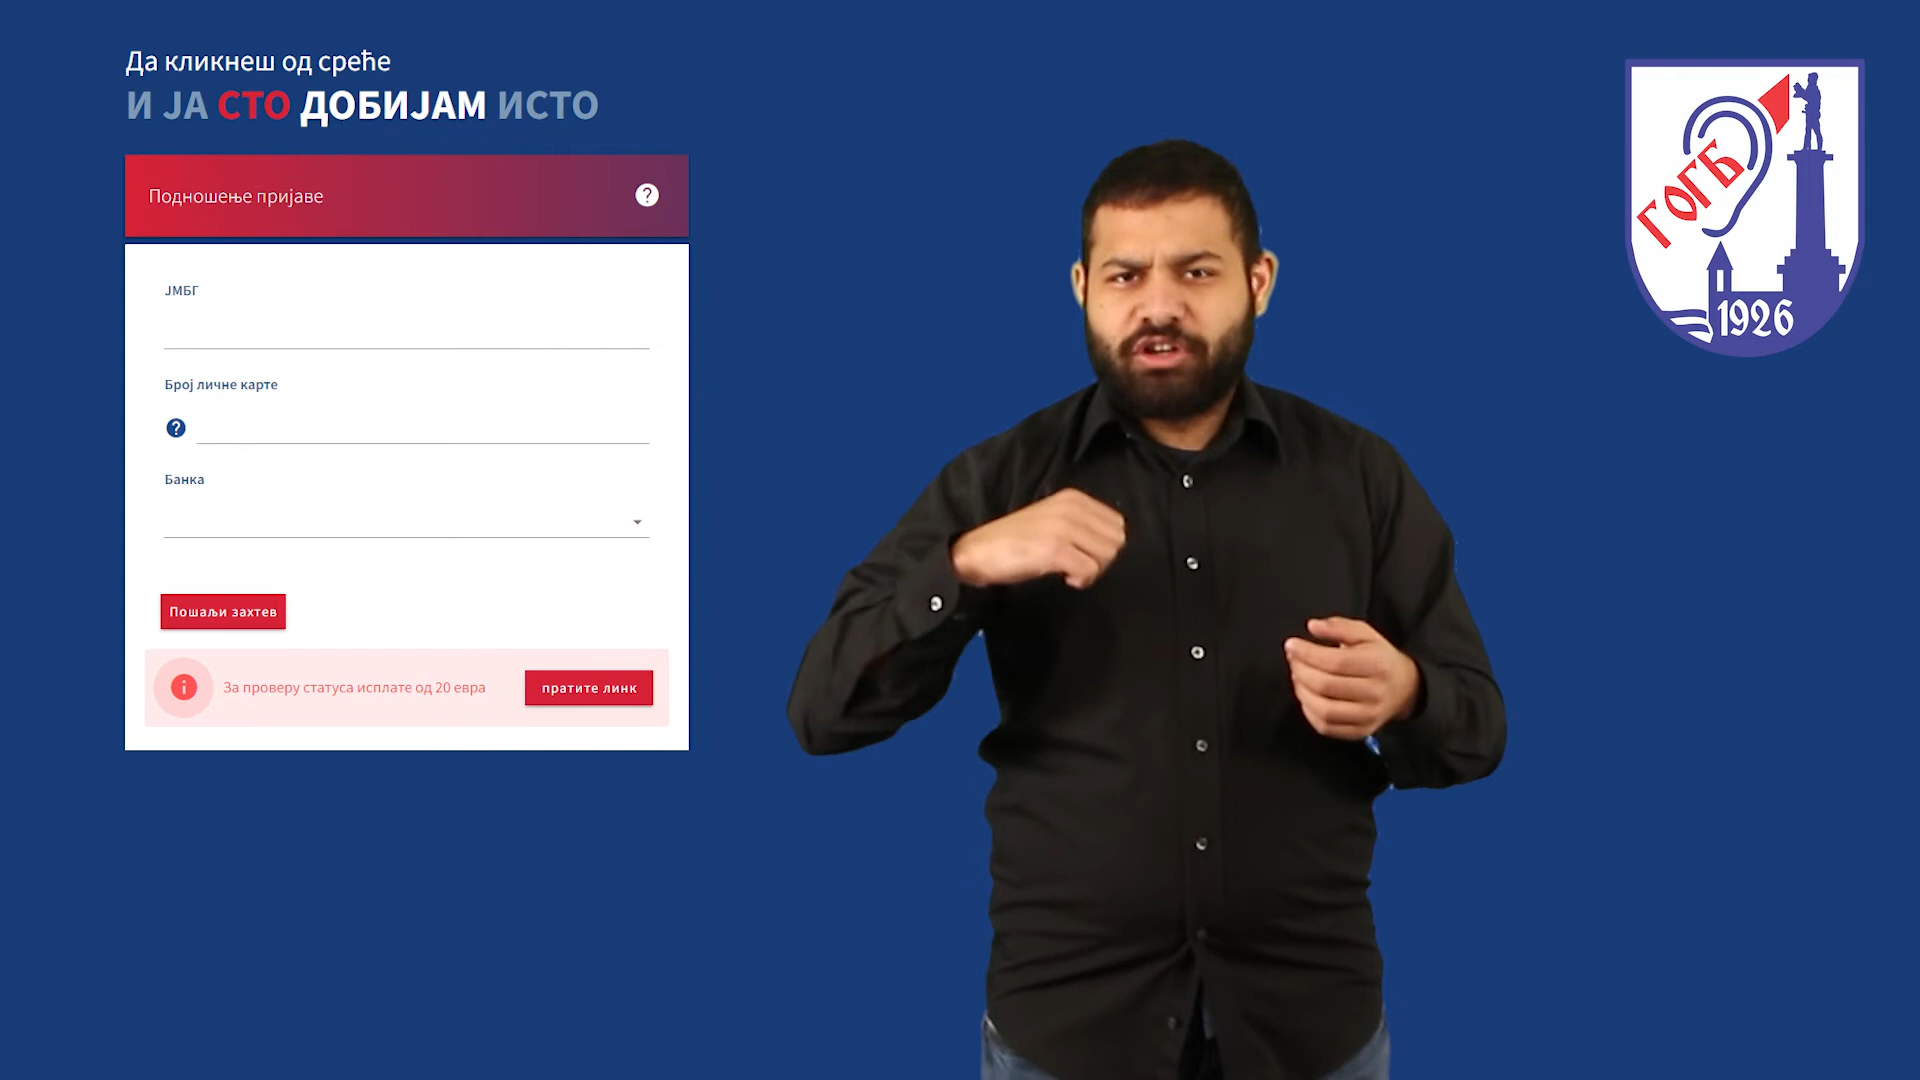 Да кликнеш од среће
И ЈА СТО ДОБИЈАМ ИСТО
Подношење пријаве
ЈМБГ
Број личне карте
Банка
Пошаљи захтев
За проверу статуса исплате од 20 евра
пратите линк
ГОГБ
1926